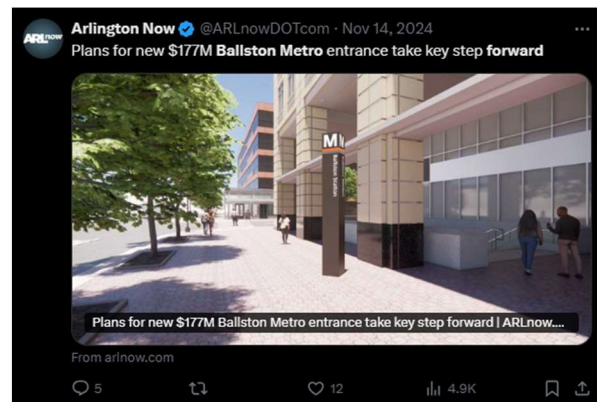 ARLnow
Arlington Now @ARLnowDOTcom · Nov 14, 2024
Plans for new $177M Ballston Metro entrance take key step forward
M
Ballston Station
Plans for new $177M Ballston Metro entrance take key step forward | ARLnow....
From arlnow.com
5
12
4.9K